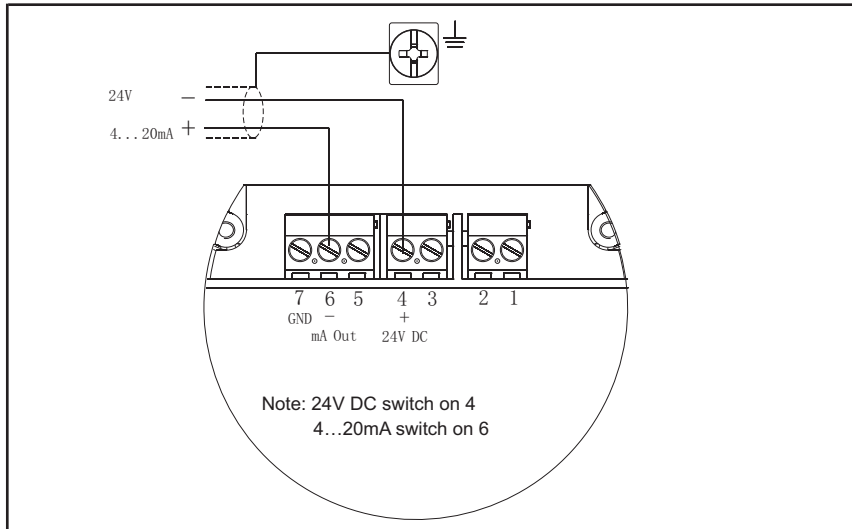 24V −
4...20mA +
7 6 5 4 3 2 1
GND − +
mA Out 24V DC
Note: 24V DC switch on 4
4...20mA switch on 6